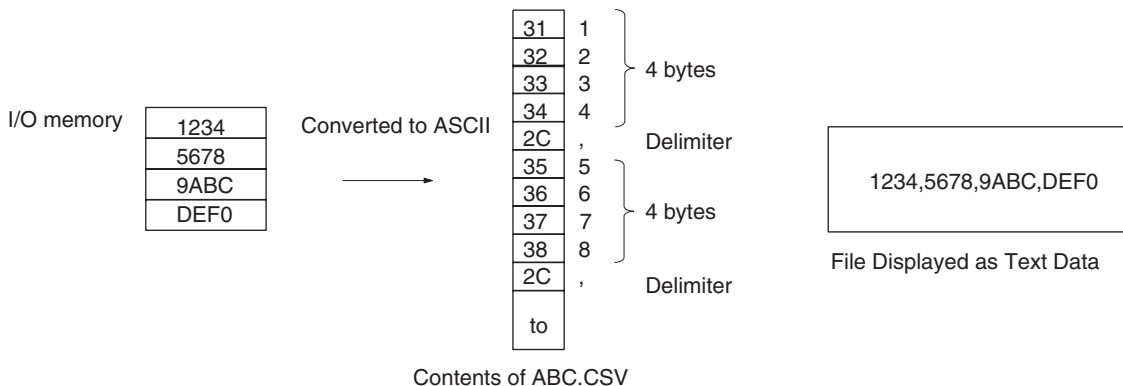 I/O memory
1234
5678
9ABC
DEF0
Converted to ASCII
31 1
32 2
33 3
34 4
4 bytes
2C ,
Delimiter
35 5
36 6
37 7
38 8
4 bytes
2C ,
Delimiter
to
Contents of ABC.CSV
1234,5678,9ABC,DEF0
File Displayed as Text Data